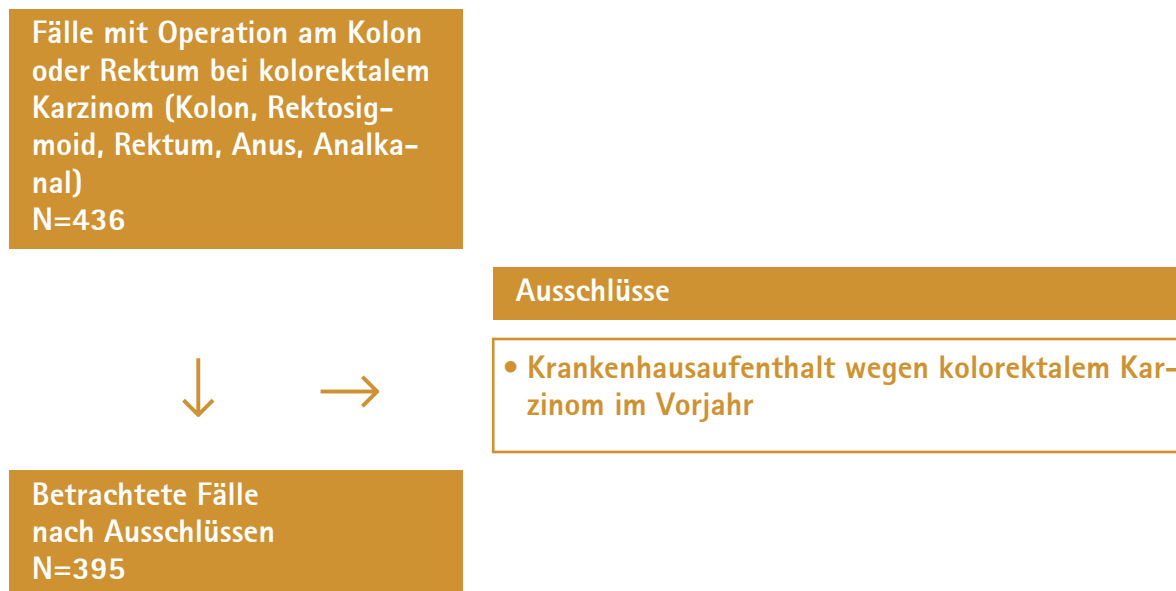 Fälle mit Operation am Kolon
oder Rektum bei kolorektalem
Karzinom (Kolon, Rektosig-
moid, Rektum, Anus, Analka-
nal)
N=436
Ausschlüsse
• Krankenhausaufenthalt wegen kolorektalem Kar-
zinom im Vorjahr
Betrachtete Fälle
nach Ausschlüssen
N=395